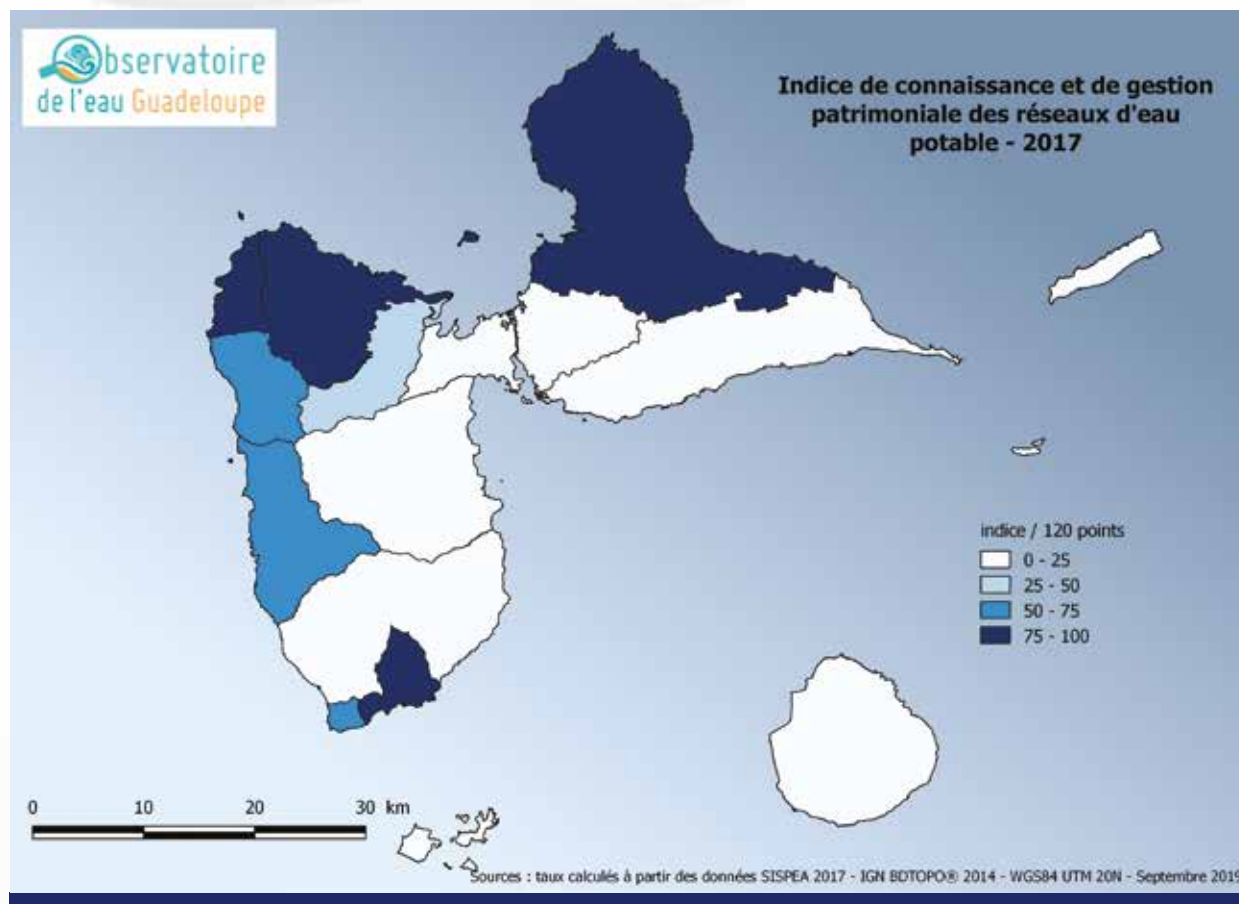 Observatoire
de l'eau Guadeloupe
Indice de connaissance et de gestion
patrimoniale des réseaux d'eau
potable - 2017
indice / 120 points
0 - 25
25 - 50
50 - 75
75 - 100
0 10 20 30 km
Sources : taux calculés à partir des données SISPEA 2017 - IGN BDTOPO® 2014 - WGS84 UTM 20N - Septembre 2019